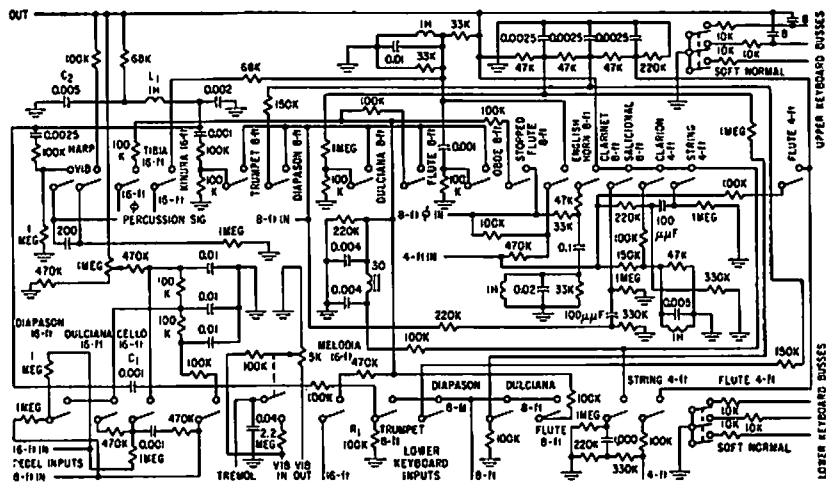 OUT
100K
68K
C2
0.005
L1
1H
0.002
68K
150K
1H
33K
0.01
33K
0.0025
0.0025
0.0025
47K
47K
47K
220K
8
8
10K
10K
10K
10K
SOFT NORMAL
UPPER KEYBOARD BUSSES
0.0025
100K
HARP
VIB
100K
TIBIA 16-ft
0.001
100K
KINURA 16-ft
100K
TRUMPET 8-ft
DIAPASON 8-ft
1MEG
100K
DULCIANA 8-ft
100K
FLUTE 8-ft
0.001
100K
100K
OBOE 8-ft
STOPPED FLUTE 8-ft
ENGLISH HORN 8-ft
CLARINET 8-ft
SALICIONAL 8-ft
CLARION 4-ft
STRING 4-ft
1MEG
FLUTE 4-ft
100K
16-ft ϕ
16-ft
PERCUSSION SIG
8-ft IN
8-ft ϕ IN
4-ft IN
1MEG
200
1MEG
470K
1MEG
470K
100K
100K
0.01
0.01
0.01
100K
220K
0.004
0.004
30
100K
470K
47K
33K
0.1
1H
0.02
33K
220K
100 μμF
1MEG
100K
150K
47K
1MEG
330K
100μμF
330K
0.005
1H
220K
100K
150K
DIAPASON 16-ft
DULCIANA 16-ft
CELLO 16-ft
C1
0.001
1MEG
1MEG
470K
0.001
1MEG
470K
16-ft IN
PEDEL INPUTS
8-ft IN
100K
5K
0.04
2.2 MEG
TREMOL
VIB IN
VIB OUT
MELODIA 16-ft
470K
100K
R1
100K
TRUMPET 8-ft
DIAPASON 8-ft
DULCIANA 8-ft
LOWER KEYBOARD INPUTS
16-ft
8-ft
100K
100K
FLUTE 8-ft
1MEG
220K
1,000
330K
100K
4-ft
STRING 4-ft
FLUTE 4-ft
10K
10K
10K
10K
SOFT NORMAL
LOWER KEYBOARD BUSSES